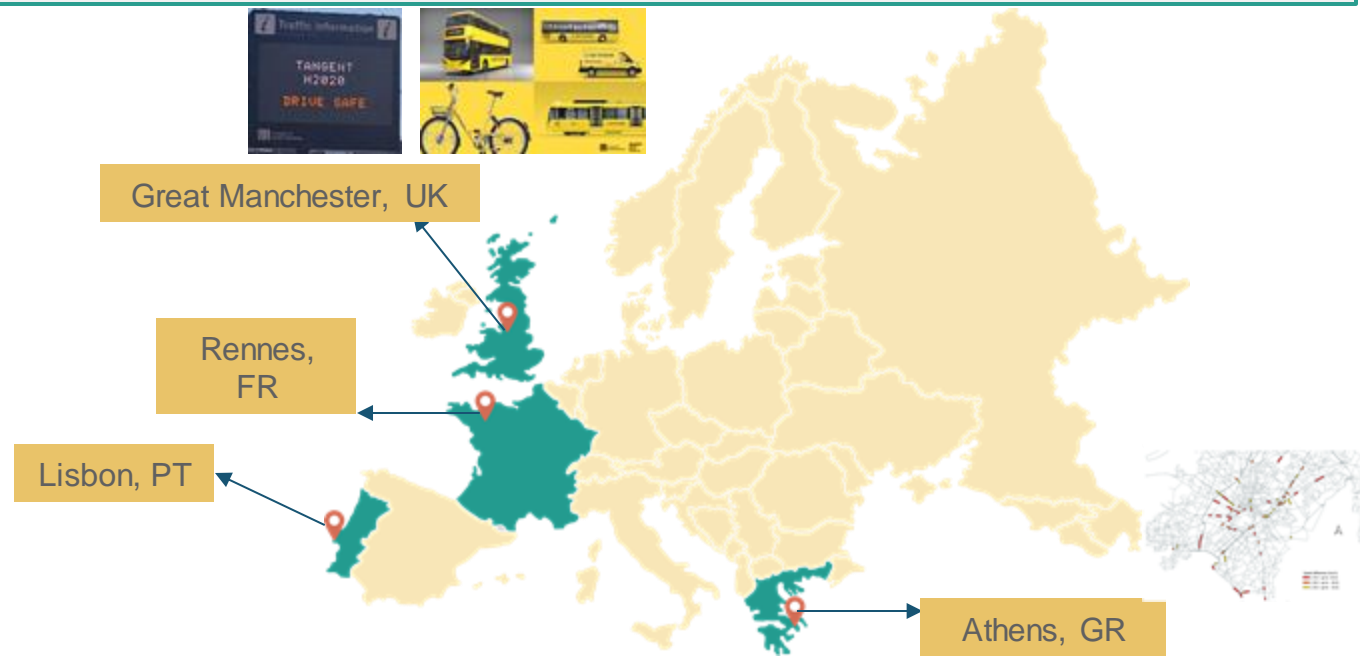 Traffic Information
TANGENT
H2020
DRIVE SAFE
Great Manchester, UK
Rennes,
FR
Lisbon, PT
Athens, GR